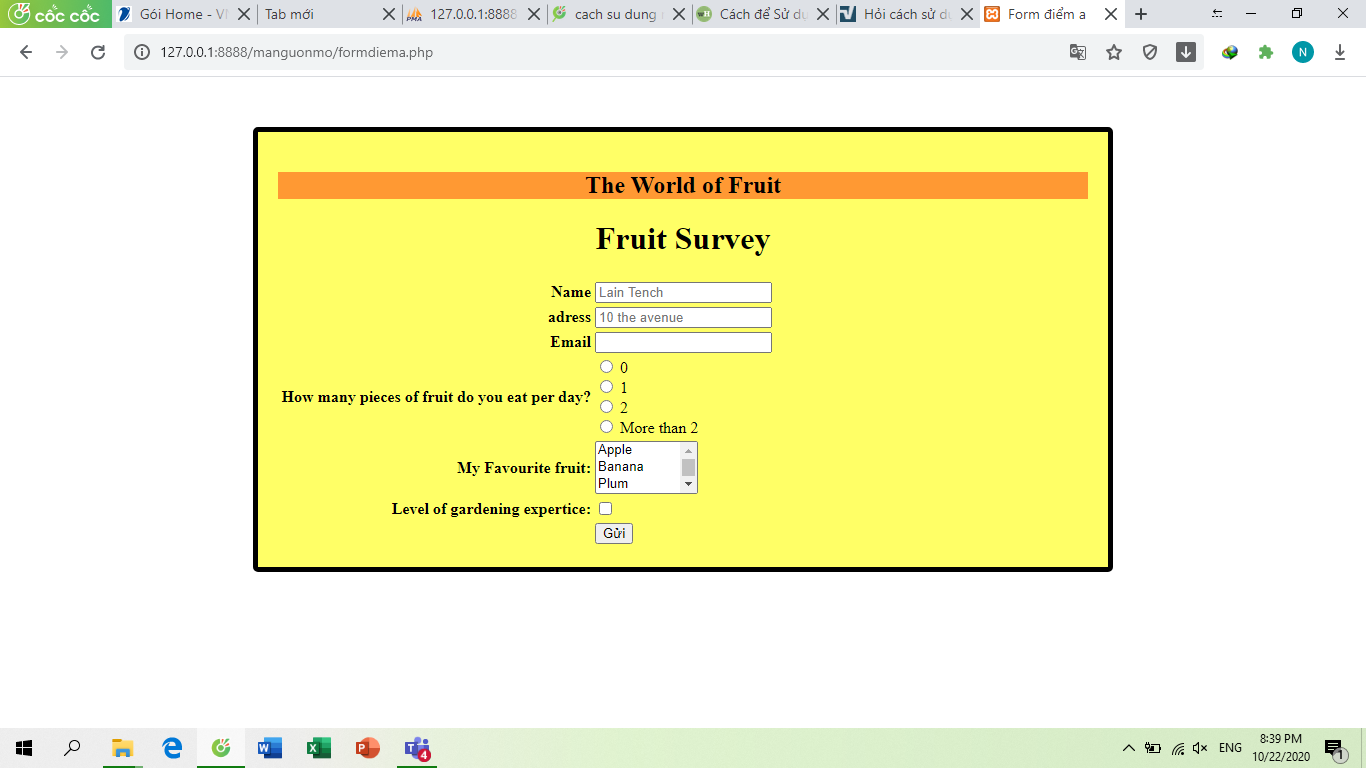 cốc cốc
Gói Home - VN
Tab mới
127.0.0.1:8888
cach su dung
Cách để Sử dụ
Hỏi cách sử dụ
Form điểm a
127.0.0.1:8888/manguonmo/formdiema.php
N
The World of Fruit
Fruit Survey
Name Lain Tench
adress 10 the avenue
Email
How many pieces of fruit do you eat per day?
0
1
2
More than 2
My Favourite fruit:
Apple
Banana
Plum
Level of gardening expertice:
Gửi
4
ENG
8:39 PM
10/22/2020
1